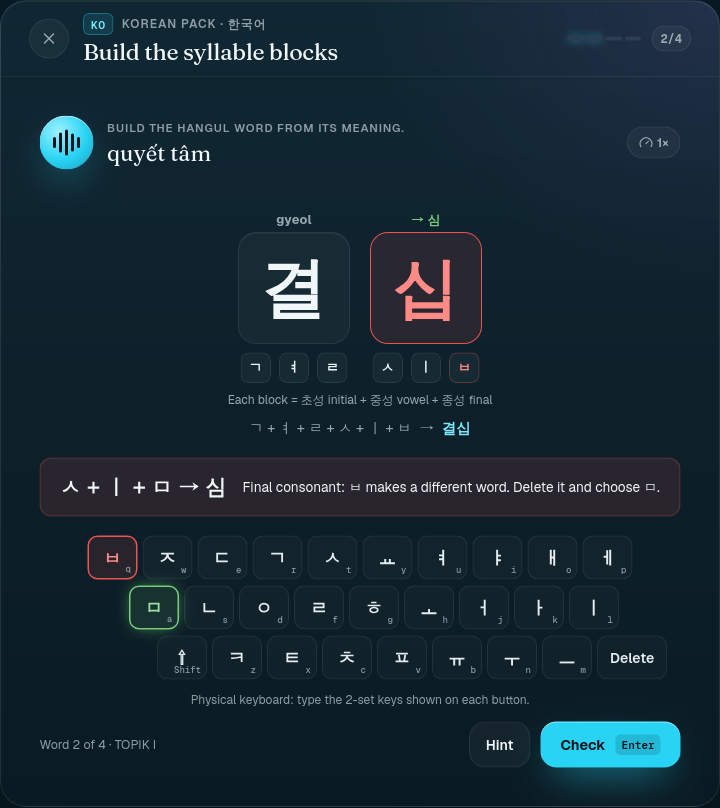 KO KOREAN PACK · 한국어
Build the syllable blocks
2/4
BUILD THE HANGUL WORD FROM ITS MEANING.
quyết tâm
1×
gyeol → 심
결 십
ㄱ ㅕ ㄹ ㅅ ㅣ ㅂ
Each block = 초성 initial + 중성 vowel + 종성 final
ㄱ + ㅕ + ㄹ + ㅅ + ㅣ + ㅂ → 결십
ㅅ + ㅣ + ㅁ → 심 Final consonant: ㅂ makes a different word. Delete it and choose ㅁ.
ㅂ q ㅈ w ㄷ e ㄱ r ㅅ t ㅛ y ㅕ u ㅑ i ㅐ o ㅔ p
ㅁ a ㄴ s ㅇ d ㄹ f ㅎ g ㅗ h ㅓ j ㅏ k ㅣ l
⇧ Shift ㅋ z ㅌ x ㅊ c ㅍ v ㅠ b ㅜ n ㅡ m Delete
Physical keyboard: type the 2-set keys shown on each button.
Word 2 of 4 · TOPIK I Hint Check Enter